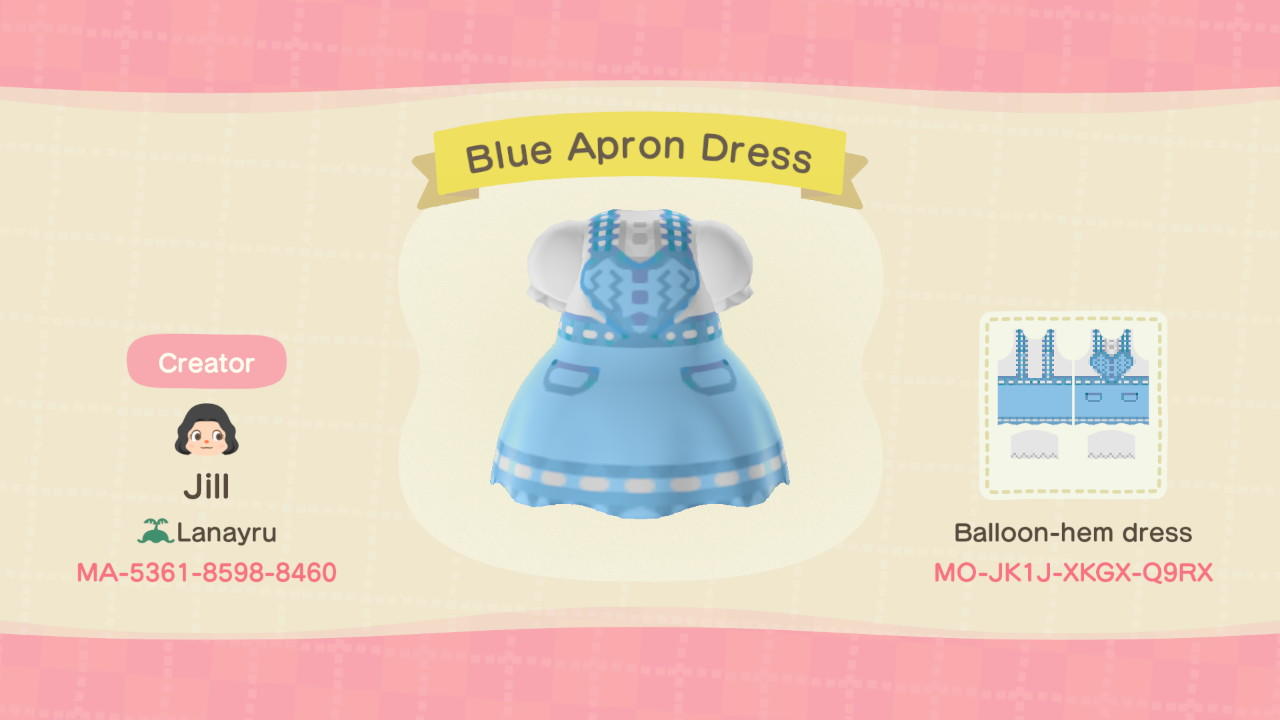 Blue Apron Dress
Creator
Jill
Lanayru
MA-5361-8598-8460
Balloon-hem dress
MO-JK1J-XKGX-Q9RX